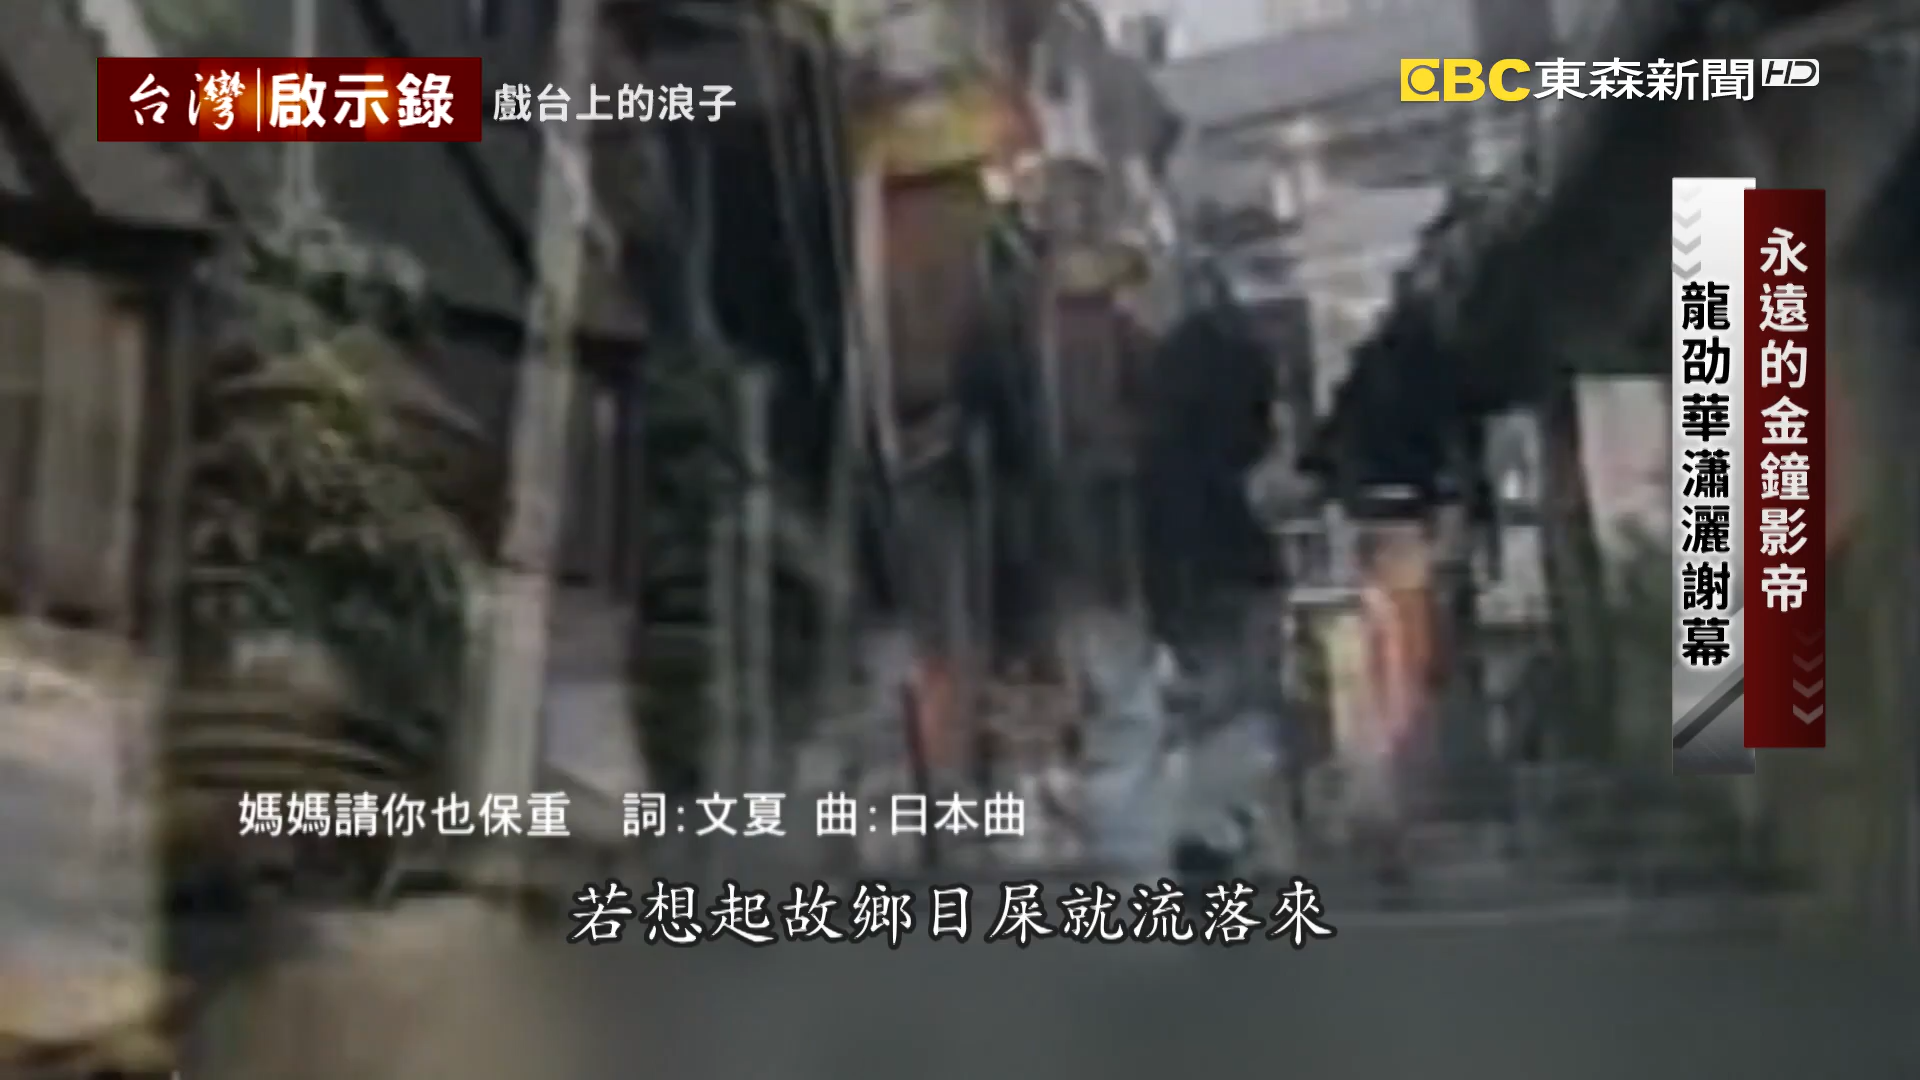 台灣啟示錄 戲台上的浪子
EBC東森新聞HD
永遠的金鐘影帝
龍劭華瀟灑謝幕
媽媽請你也保重 詞:文夏 曲:日本曲
若想起故鄉目屎就流落來